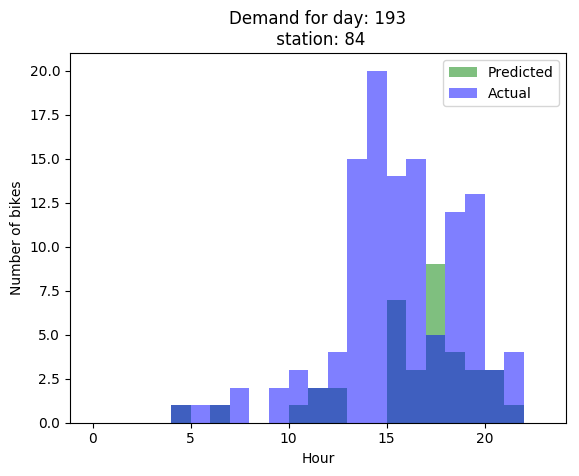 Demand for day: 193
station: 84
Predicted
Actual
20.0
17.5
15.0
12.5
10.0
7.5
5.0
2.5
0.0
Number of bikes
0 5 10 15 20
Hour